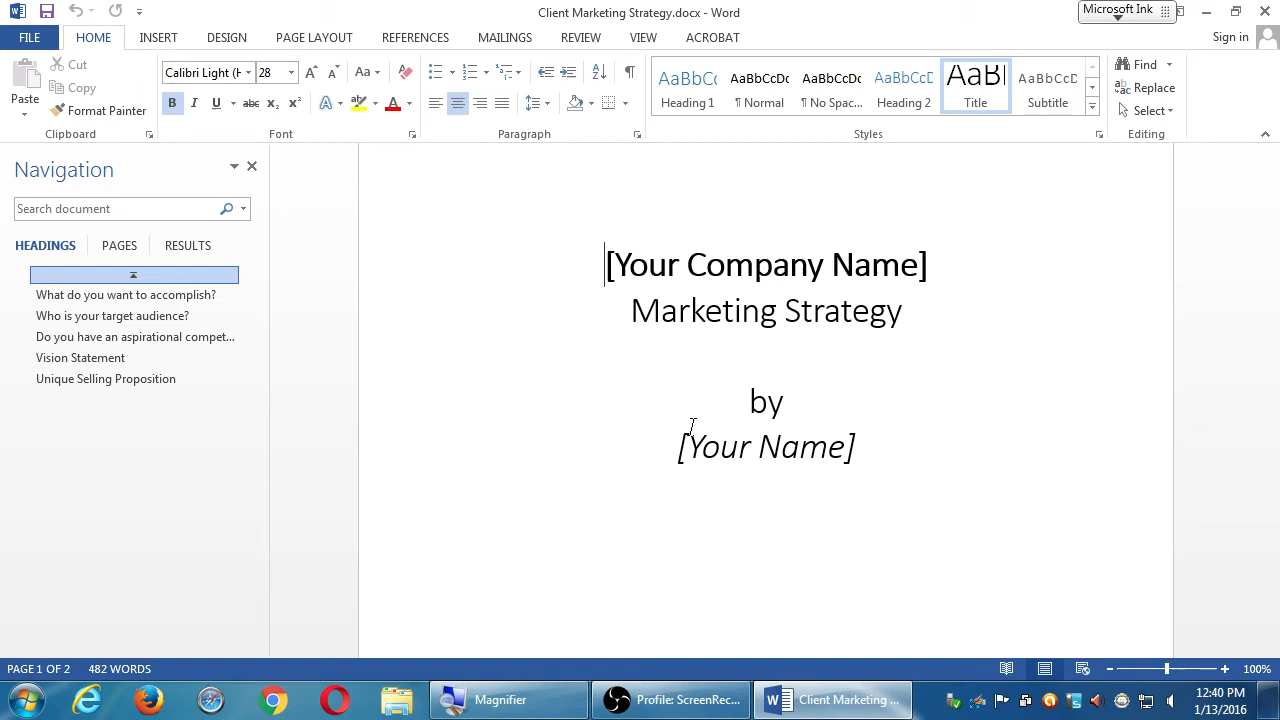 Client Marketing Strategy.docx - Word
Microsoft Ink
FILE HOME INSERT DESIGN PAGE LAYOUT REFERENCES MAILINGS REVIEW VIEW ACROBAT Sign in
Paste
Cut
Copy
Format Painter
Clipboard
Calibri Light (H 28 Aa
B I U abc x₂ x² A A
Font
Paragraph
AaBbCc AaBbCcDc AaBbCcDc AaBbCcD AaBl AaBbCcD
Heading 1 ¶ Normal ¶ No Spac... Heading 2 Title Subtitle
Styles
Find
Replace
Select
Editing
Navigation
Search document
HEADINGS PAGES RESULTS
What do you want to accomplish?
Who is your target audience?
Do you have an aspirational compet...
Vision Statement
Unique Selling Proposition
[Your Company Name]
Marketing Strategy
by
[Your Name]
PAGE 1 OF 2 482 WORDS 100%
Magnifier Profile: ScreenRec... Client Marketing ...
12:40 PM
1/13/2016